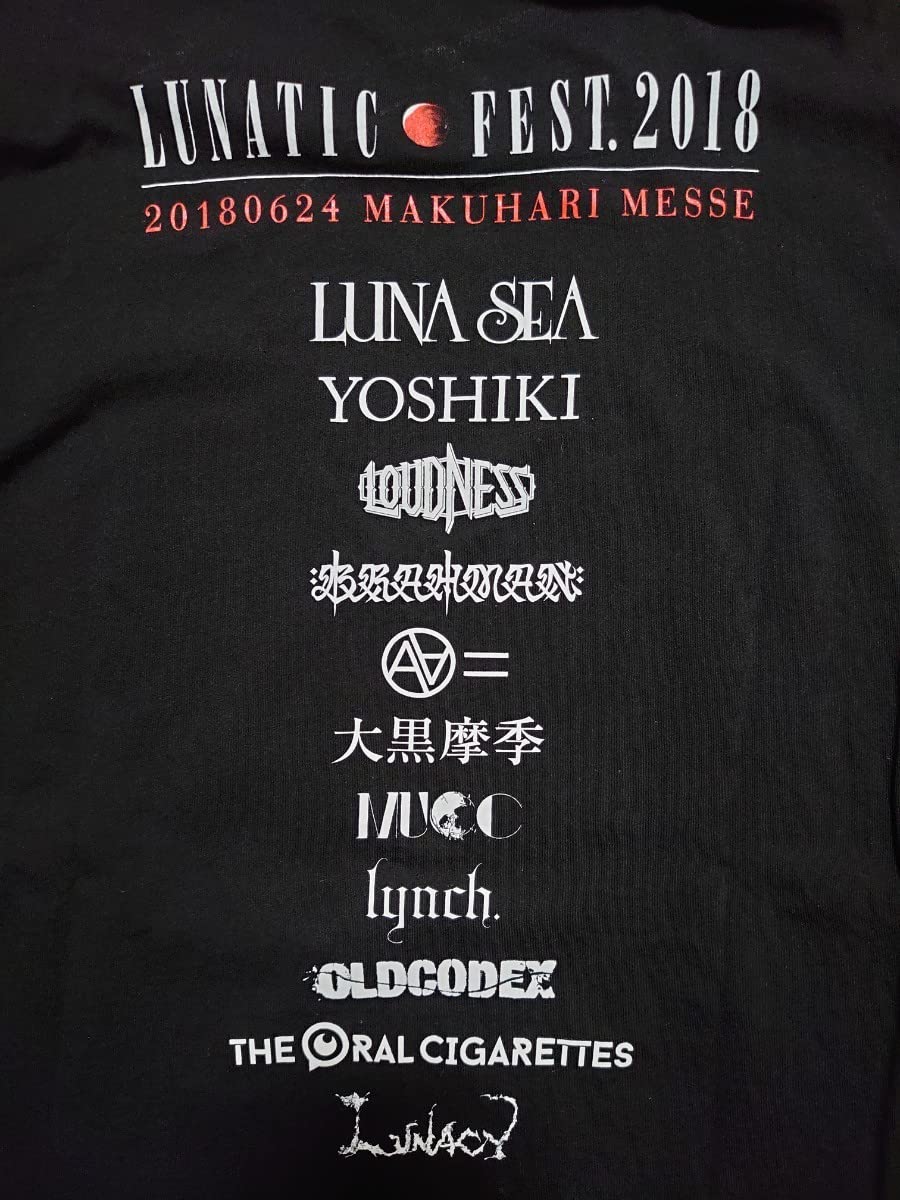 LUNATIC FEST. 2018
20180624 MAKUHARI MESSE
LUNA SEA
YOSHIKI
LOUDNESS
BRAHMAN
AA=
大黒摩季
MUCC
lynch.
OLDCODEX
THE ORAL CIGARETTES
LUNACY